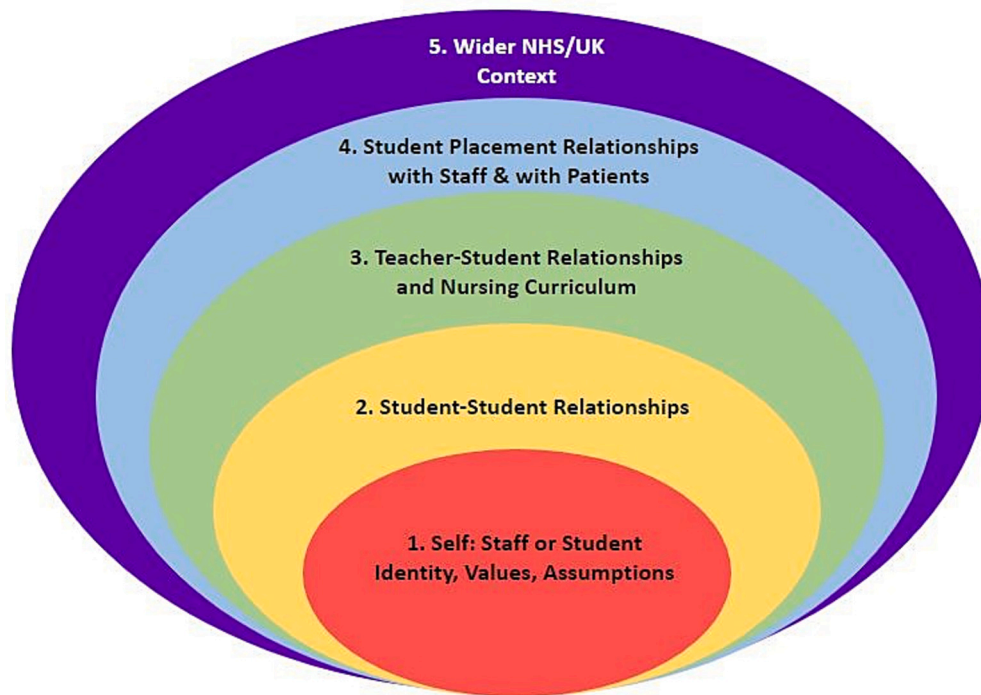 5. Wider NHS/UK
Context
4. Student Placement Relationships
with Staff & with Patients
3. Teacher-Student Relationships
and Nursing Curriculum
2. Student-Student Relationships
1. Self: Staff or Student
Identity, Values, Assumptions